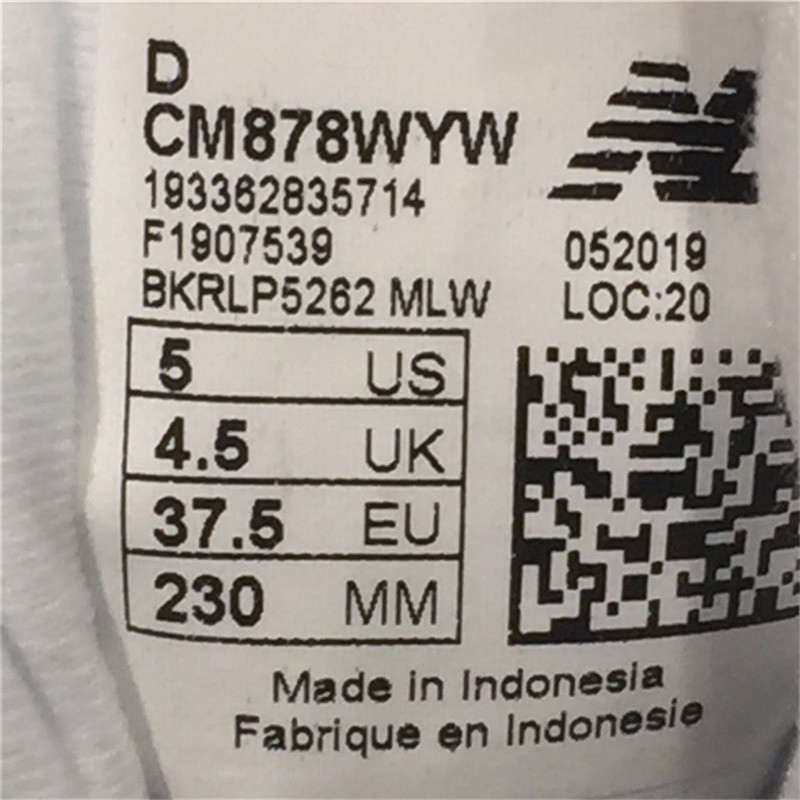 D
CM878WYW
193362835714
F1907539
052019
BKRLP5262 MLW
LOC:20
5 US
4.5 UK
37.5 EU
230 MM
Made in Indonesia
Fabrique en Indonesie